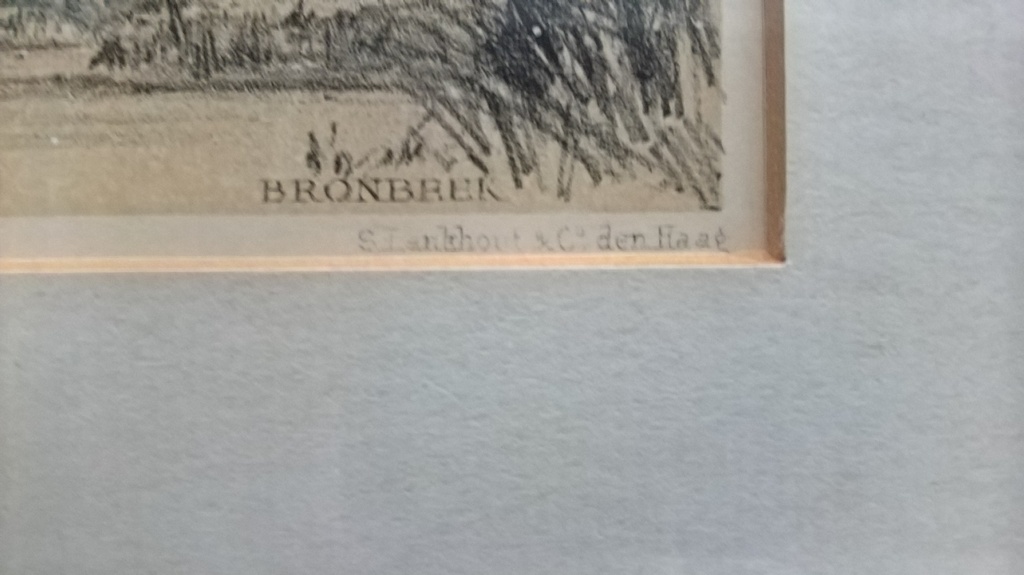 BRONBEEK
S. Lankhout & Co. den Haag